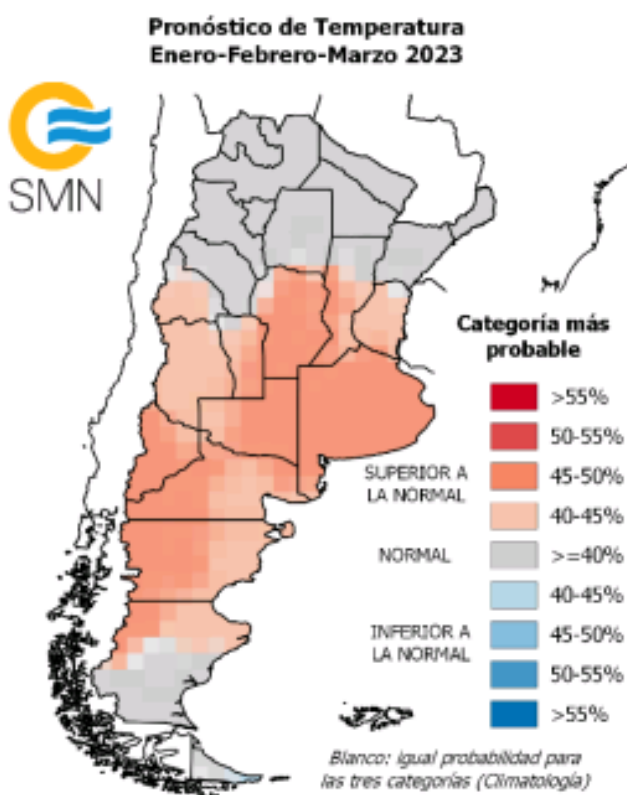 Pronóstico de Temperatura
Enero-Febrero-Marzo 2023
SMN
Categoría más
probable
>55%
50-55%
SUPERIOR A
LA NORMAL
45-50%
40-45%
NORMAL
>=40%
40-45%
INFERIOR A
LA NORMAL
45-50%
50-55%
>55%
Blanco: igual probabilidad para
las tres categorías (Climatología)